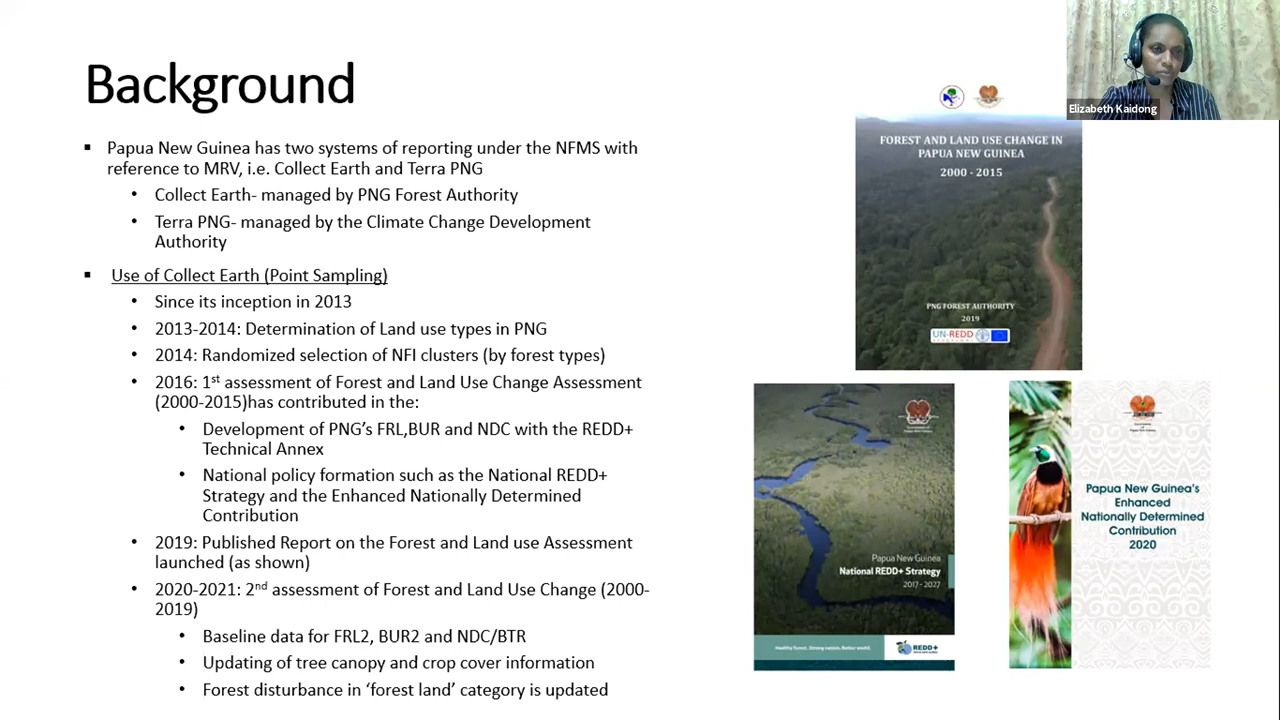 Background
▪ Papua New Guinea has two systems of reporting under the NFMS with
reference to MRV, i.e. Collect Earth and Terra PNG
• Collect Earth- managed by PNG Forest Authority
• Terra PNG- managed by the Climate Change Development
Authority
▪ Use of Collect Earth (Point Sampling)
• Since its inception in 2013
• 2013-2014: Determination of Land use types in PNG
• 2014: Randomized selection of NFI clusters (by forest types)
• 2016: 1st assessment of Forest and Land Use Change Assessment
(2000-2015)has contributed in the:
• Development of PNG's FRL,BUR and NDC with the REDD+
Technical Annex
• National policy formation such as the National REDD+
Strategy and the Enhanced Nationally Determined
Contribution
• 2019: Published Report on the Forest and Land use Assessment
launched (as shown)
• 2020-2021: 2nd assessment of Forest and Land Use Change (2000-
2019)
• Baseline data for FRL2, BUR2 and NDC/BTR
• Updating of tree canopy and crop cover information
• Forest disturbance in 'forest land' category is updated
Elizabeth Kaidong
FOREST AND LAND USE CHANGE IN
PAPUA NEW GUINEA
2000 - 2015
PNG FOREST AUTHORITY
2019
UN-REDD
Papua New Guinea
National REDD+ Strategy
2017 - 2027
Healthy forest. Strong nation. Better world.
REDD+
Papua New Guinea's
Enhanced
Nationally Determined
Contribution
2020